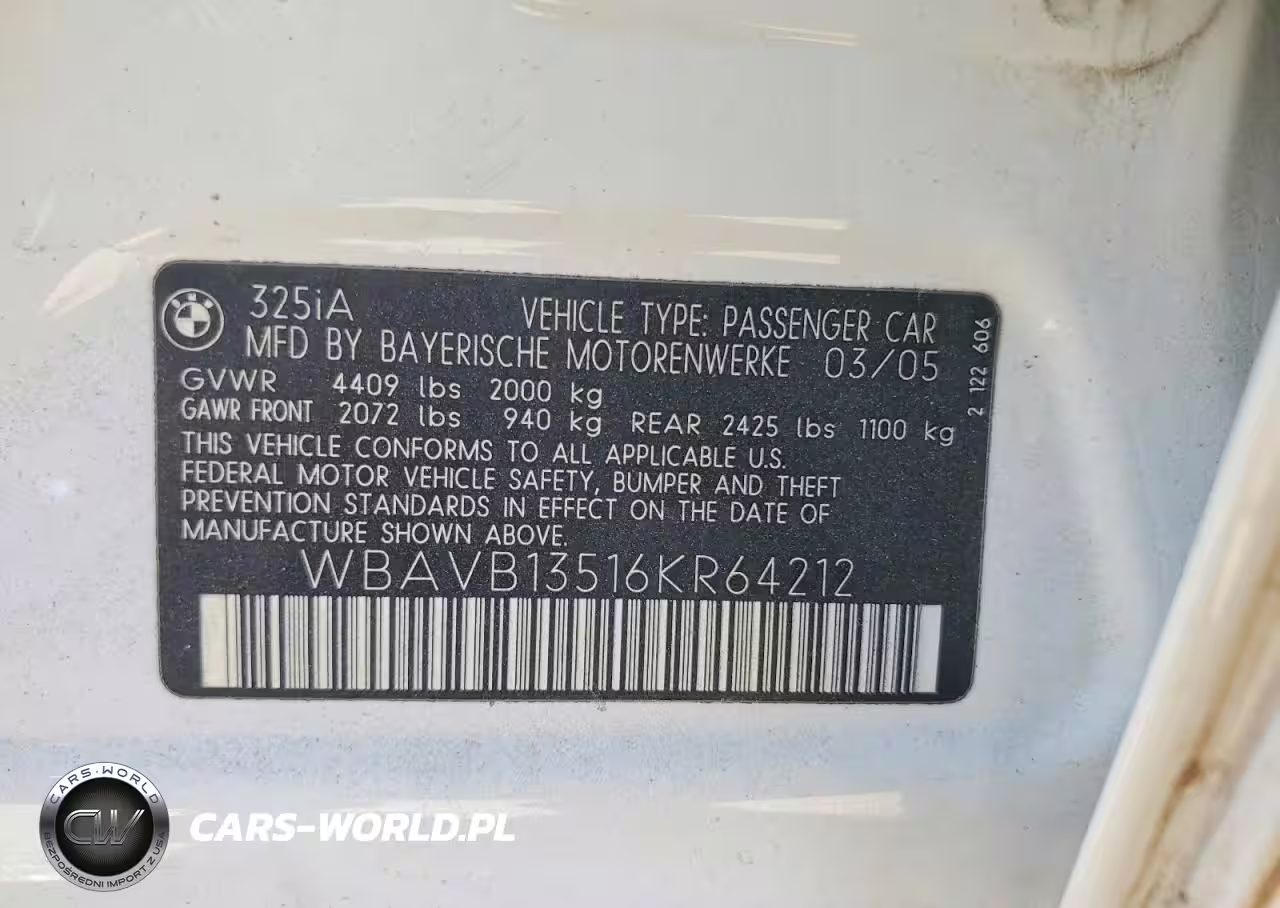 325iA VEHICLE TYPE: PASSENGER CAR
MFD BY BAYERISCHE MOTORENWERKE 03/05
GVWR 4409 lbs 2000 kg
GAWR FRONT 2072 lbs 940 kg REAR 2425 lbs 1100 kg
THIS VEHICLE CONFORMS TO ALL APPLICABLE U.S.
FEDERAL MOTOR VEHICLE SAFETY, BUMPER AND THEFT
PREVENTION STANDARDS IN EFFECT ON THE DATE OF
MANUFACTURE SHOWN ABOVE.
WBAVB13516KR64212
2 122 606
CARS-WORLD
CW
BEZPOŚREDNI IMPORT Z USA
CARS-WORLD.PL